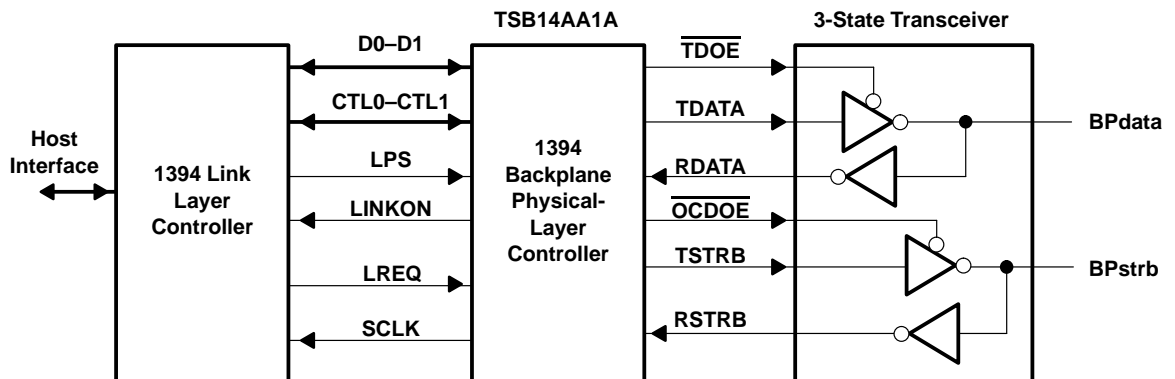 TSB14AA1A
3-State Transceiver
D0–D1
TDOE
CTL0–CTL1
TDATA
BPdata
Host
Interface
1394 Link
Layer
Controller
LPS
1394
Backplane
Physical-
Layer
Controller
RDATA
LINKON
OCDOE
TSTRB
BPstrb
LREQ
SCLK
RSTRB